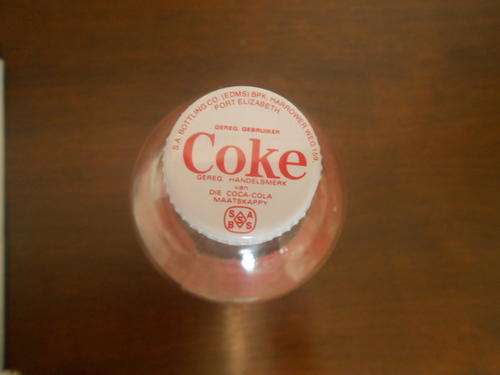 S.A. BOTTLING CO. (EDMS) BPK, HARROWER WEG 159
PORT ELIZABETH
GEREG. GEBRUIKER
Coke
GEREG. HANDELSMERK
van
DIE COCA-COLA
MAATSKAPPY
S A
S
B S